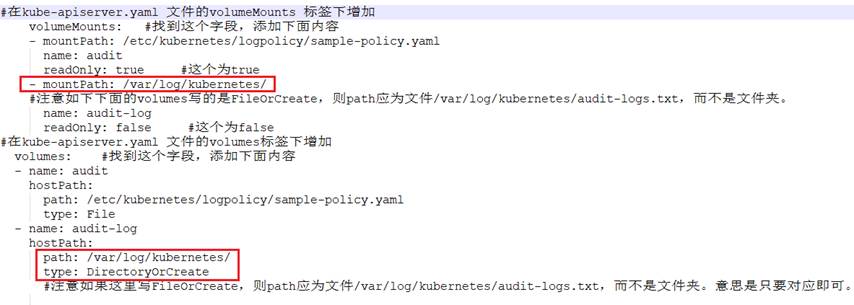 #在kube-apiserver.yaml 文件的volumeMounts 标签下增加
volumeMounts:   #找到这个字段，添加下面内容
- mountPath: /etc/kubernetes/logpolicy/sample-policy.yaml
name: audit
readOnly: true     #这个为true
- mountPath: /var/log/kubernetes/
#注意如下下面的volumes写的是FileOrCreate，则path应为文件/var/log/kubernetes/audit-logs.txt，而不是文件夹。
name: audit-log
readOnly: false     #这个为false
#在kube-apiserver.yaml 文件的volumes标签下增加
volumes:    #找到这个字段，添加下面内容
- name: audit
hostPath:
path: /etc/kubernetes/logpolicy/sample-policy.yaml
type: File
- name: audit-log
hostPath:
path: /var/log/kubernetes/
type: DirectoryOrCreate
#注意如果这里写FileOrCreate，则path应为文件/var/log/kubernetes/audit-logs.txt，而不是文件夹。意思是只要对应即可。